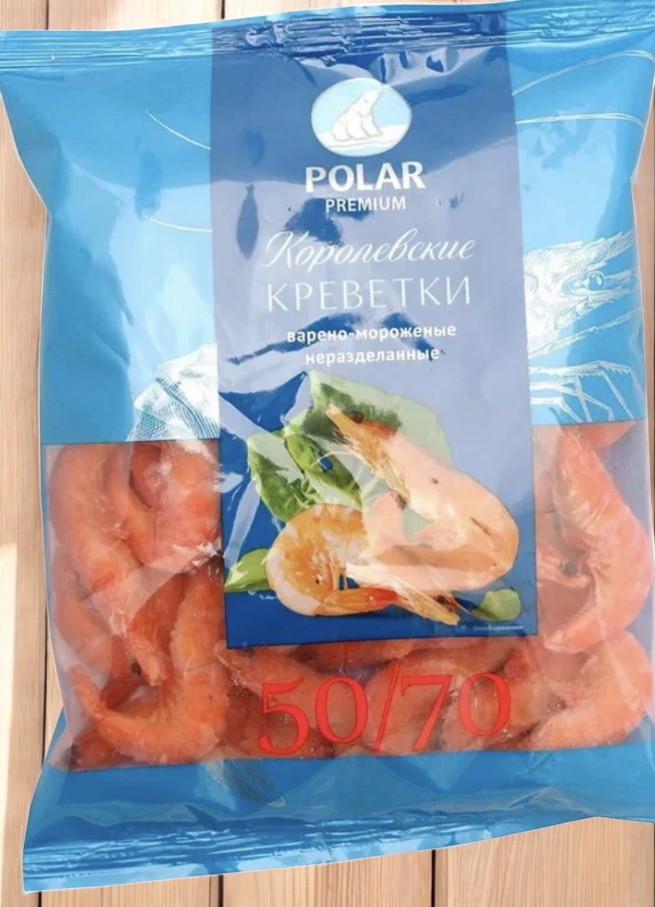 POLAR
PREMIUM
Королевские
КРЕВЕТКИ
варено-мороженые
неразделанные
50/70